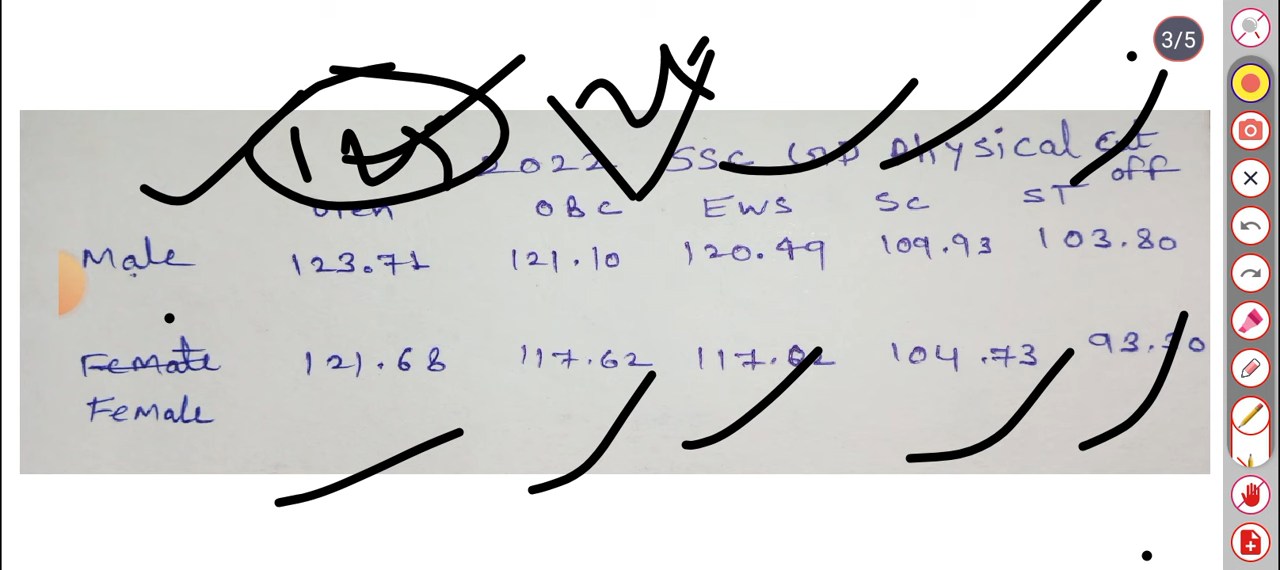 3/5
2022 SSC Physical Cut
off
OBC EWS SC ST
Male 123.71 121.10 120.49 109.93 103.80
Female 121.68 117.62 104.73
Female